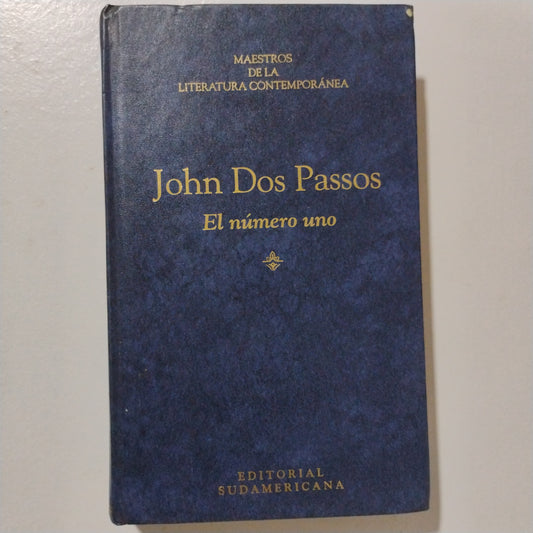 MAESTROS
DE LA
LITERATURA CONTEMPORÁNEA
John Dos Passos
El número uno
EDITORIAL
SUDAMERICANA